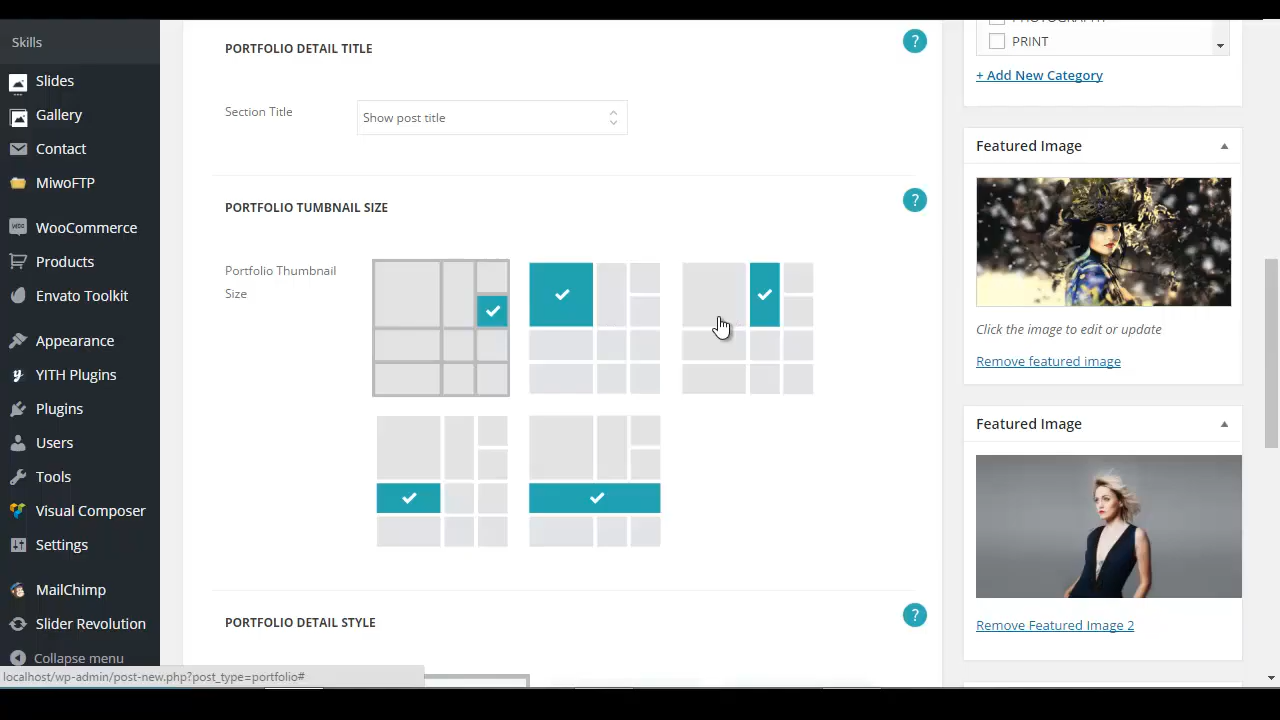 Skills
Slides
Gallery
Contact
MiwoFTP
WooCommerce
Products
Envato Toolkit
Appearance
YITH Plugins
Plugins
Users
Tools
Visual Composer
Settings
MailChimp
Slider Revolution
Collapse menu
localhost/wp-admin/post-new.php?post_type=portfolio#
PORTFOLIO DETAIL TITLE
?
Section Title
Show post title
PORTFOLIO TUMBNAIL SIZE
?
Portfolio Thumbnail
Size
PORTFOLIO DETAIL STYLE
?
PHOTOGRAPHY
PRINT
+ Add New Category
Featured Image
Click the image to edit or update
Remove featured image
Featured Image
Remove Featured Image 2